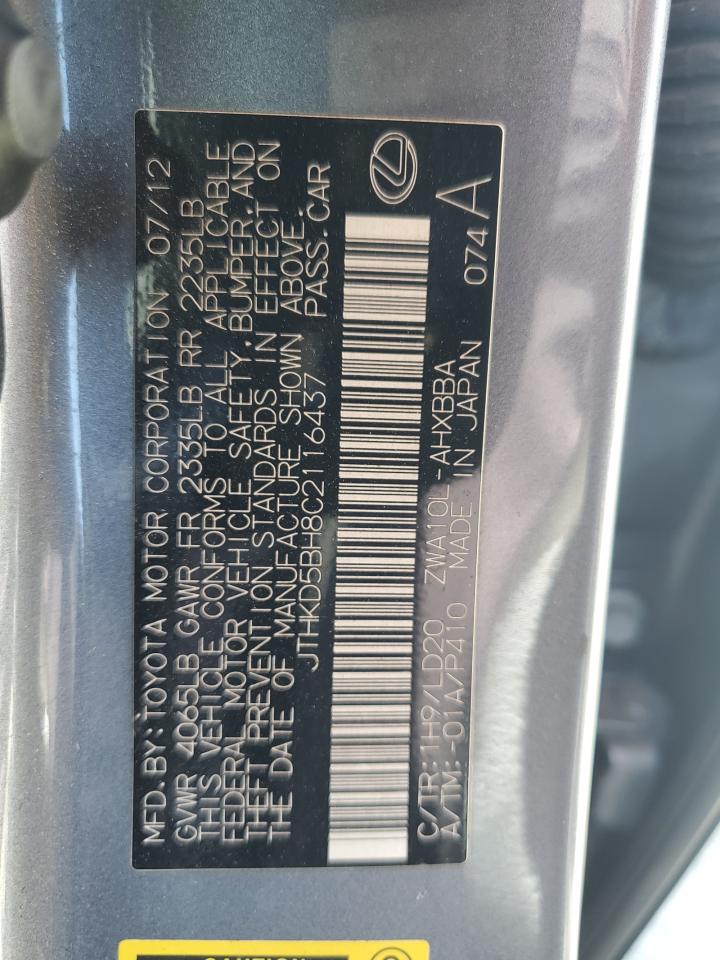 MFD. BY: TOYOTA MOTOR CORPORATION 07/12
GVWR 4065LB GAWR FR 2335LB RR 2235LB
THIS VEHICLE CONFORMS TO ALL APPLICABLE
FEDERAL MOTOR VEHICLE SAFETY, BUMPER, AND
THEFT PREVENTION STANDARDS IN EFFECT ON
THE DATE OF MANUFACTURE SHOWN ABOVE.
JTHKD5BH8C2116437 PASS. CAR
C/TR: 1H9/LD20 ZWA10L-AHXBBA 074A
A/TM: -01A/P410 MADE IN JAPAN
CAUTION